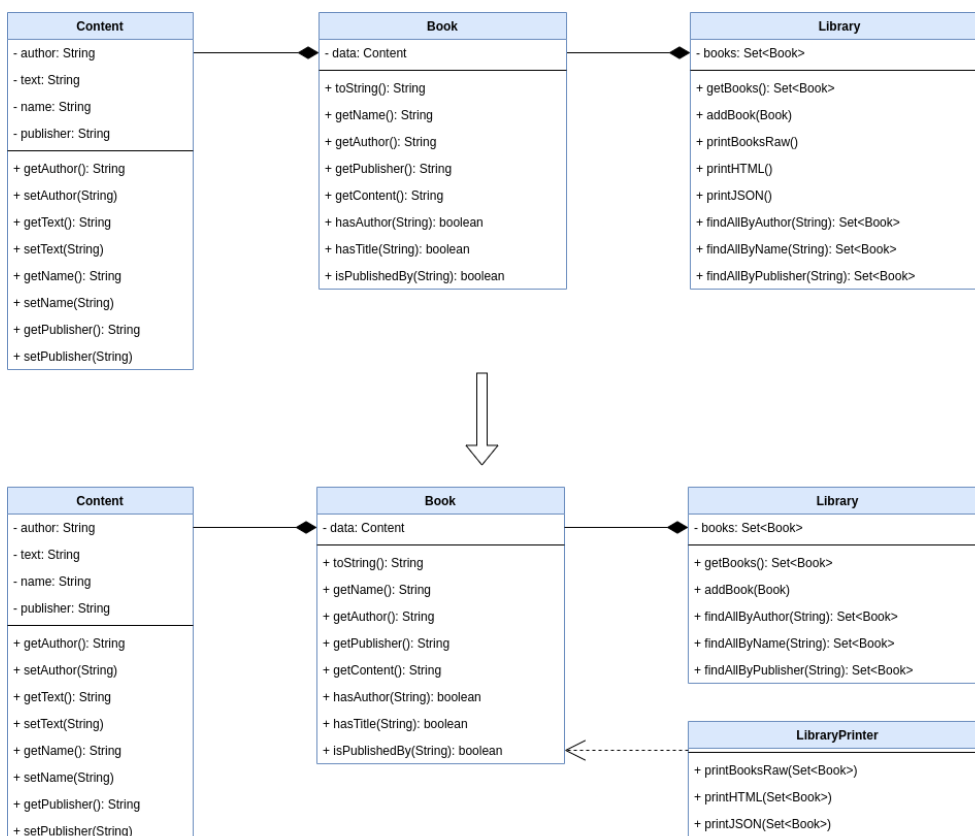 Content
- author: String
- text: String
- name: String
- publisher: String
+ getAuthor(): String
+ setAuthor(String)
+ getText(): String
+ setText(String)
+ getName(): String
+ setName(String)
+ getPublisher(): String
+ setPublisher(String)
Book
- data: Content
+ toString(): String
+ getName(): String
+ getAuthor(): String
+ getPublisher(): String
+ getContent(): String
+ hasAuthor(String): boolean
+ hasTitle(String): boolean
+ isPublishedBy(String): boolean
Library
- books: Set<Book>
+ getBooks(): Set<Book>
+ addBook(Book)
+ printBooksRaw()
+ printHTML()
+ printJSON()
+ findAllByAuthor(String): Set<Book>
+ findAllByName(String): Set<Book>
+ findAllByPublisher(String): Set<Book>
Content
- author: String
- text: String
- name: String
- publisher: String
+ getAuthor(): String
+ setAuthor(String)
+ getText(): String
+ setText(String)
+ getName(): String
+ setName(String)
+ getPublisher(): String
+ setPublisher(String)
Book
- data: Content
+ toString(): String
+ getName(): String
+ getAuthor(): String
+ getPublisher(): String
+ getContent(): String
+ hasAuthor(String): boolean
+ hasTitle(String): boolean
+ isPublishedBy(String): boolean
Library
- books: Set<Book>
+ getBooks(): Set<Book>
+ addBook(Book)
+ findAllByAuthor(String): Set<Book>
+ findAllByName(String): Set<Book>
+ findAllByPublisher(String): Set<Book>
LibraryPrinter
+ printBooksRaw(Set<Book>)
+ printHTML(Set<Book>)
+ printJSON(Set<Book>)